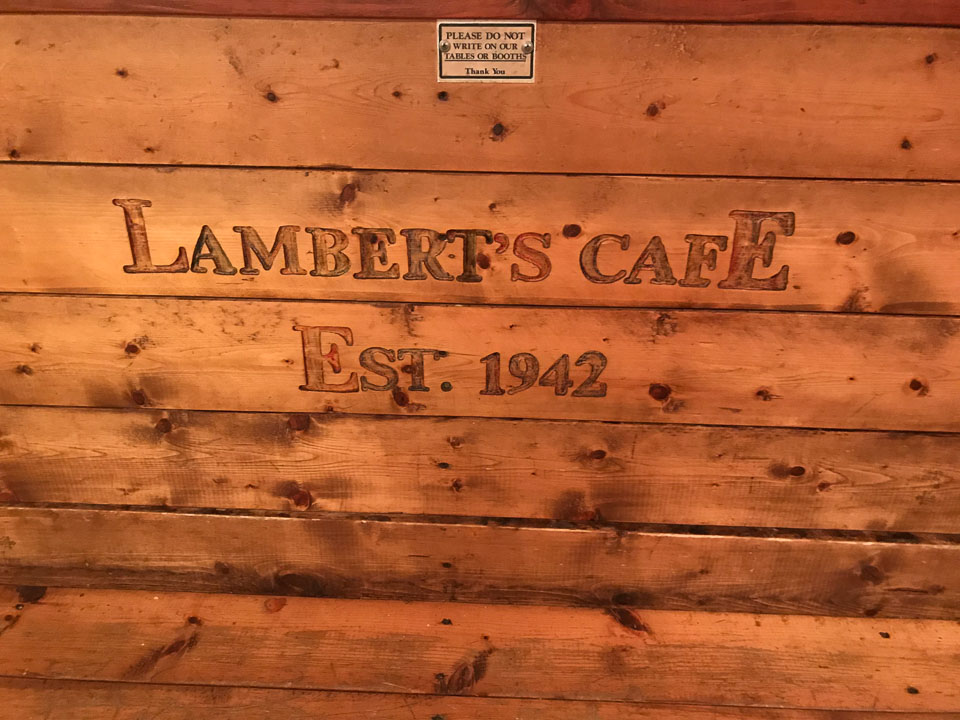 PLEASE DO NOT
WRITE ON OUR
TABLES OR BOOTHS
Thank You
LAMBERT'S CAFE
EST. 1942